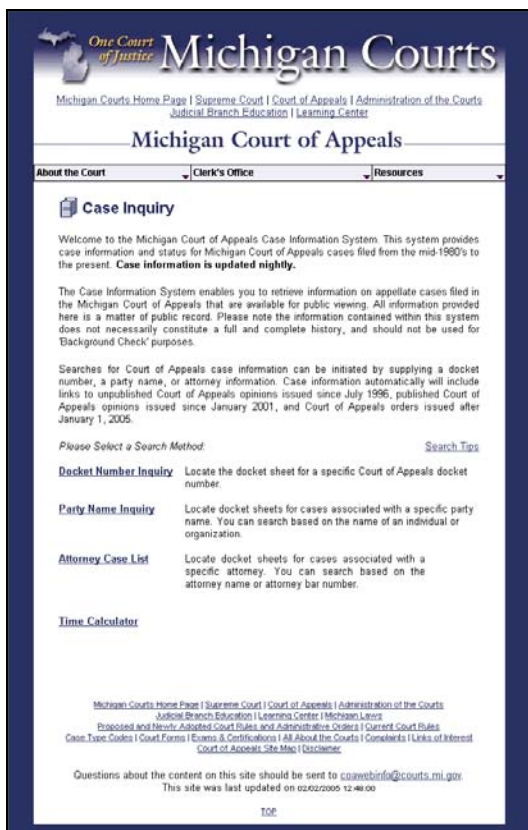 One Court
of Justice Michigan Courts
Michigan Courts Home Page | Supreme Court | Court of Appeals | Administration of the Courts
Judicial Branch Education | Learning Center
Michigan Court of Appeals
About the Court Clerk's Office Resources
Case Inquiry
Welcome to the Michigan Court of Appeals Case Information System. This system provides
case information and status for Michigan Court of Appeals cases filed from the mid-1980's to
the present. Case information is updated nightly.
The Case Information System enables you to retrieve information on appellate cases filed in
the Michigan Court of Appeals that are available for public viewing. All information provided
here is a matter of public record. Please note the information contained within this system
does not necessarily constitute a full and complete history, and should not be used for
'Background Check' purposes.
Searches for Court of Appeals case information can be initiated by supplying a docket
number, a party name, or attorney information. Case information automatically will include
links to unpublished Court of Appeals opinions issued since July 1996, published Court of
Appeals opinions issued since January 2001, and Court of Appeals orders issued after
January 1, 2005.
Please Select a Search Method: Search Tips
Docket Number Inquiry Locate the docket sheet for a specific Court of Appeals docket
number.
Party Name Inquiry Locate docket sheets for cases associated with a specific party
name. You can search based on the name of an individual or
organization.
Attorney Case List Locate docket sheets for cases associated with a
specific attorney. You can search based on the
attorney name or attorney bar number.
Time Calculator
Michigan Courts Home Page | Supreme Court | Court of Appeals | Administration of the Courts
Judicial Branch Education | Learning Center | Michigan Laws
Proposed and Newly Adopted Court Rules and Administrative Orders | Current Court Rules
Case Type Codes | Court Forms | Exams & Certifications | All About the Courts | Complaints | Links of Interest
Court of Appeals Site Map | Disclaimer
Questions about the content on this site should be sent to coawebinfo@courts.mi.gov.
This site was last updated on 02/02/2005 12:48:00
TOP